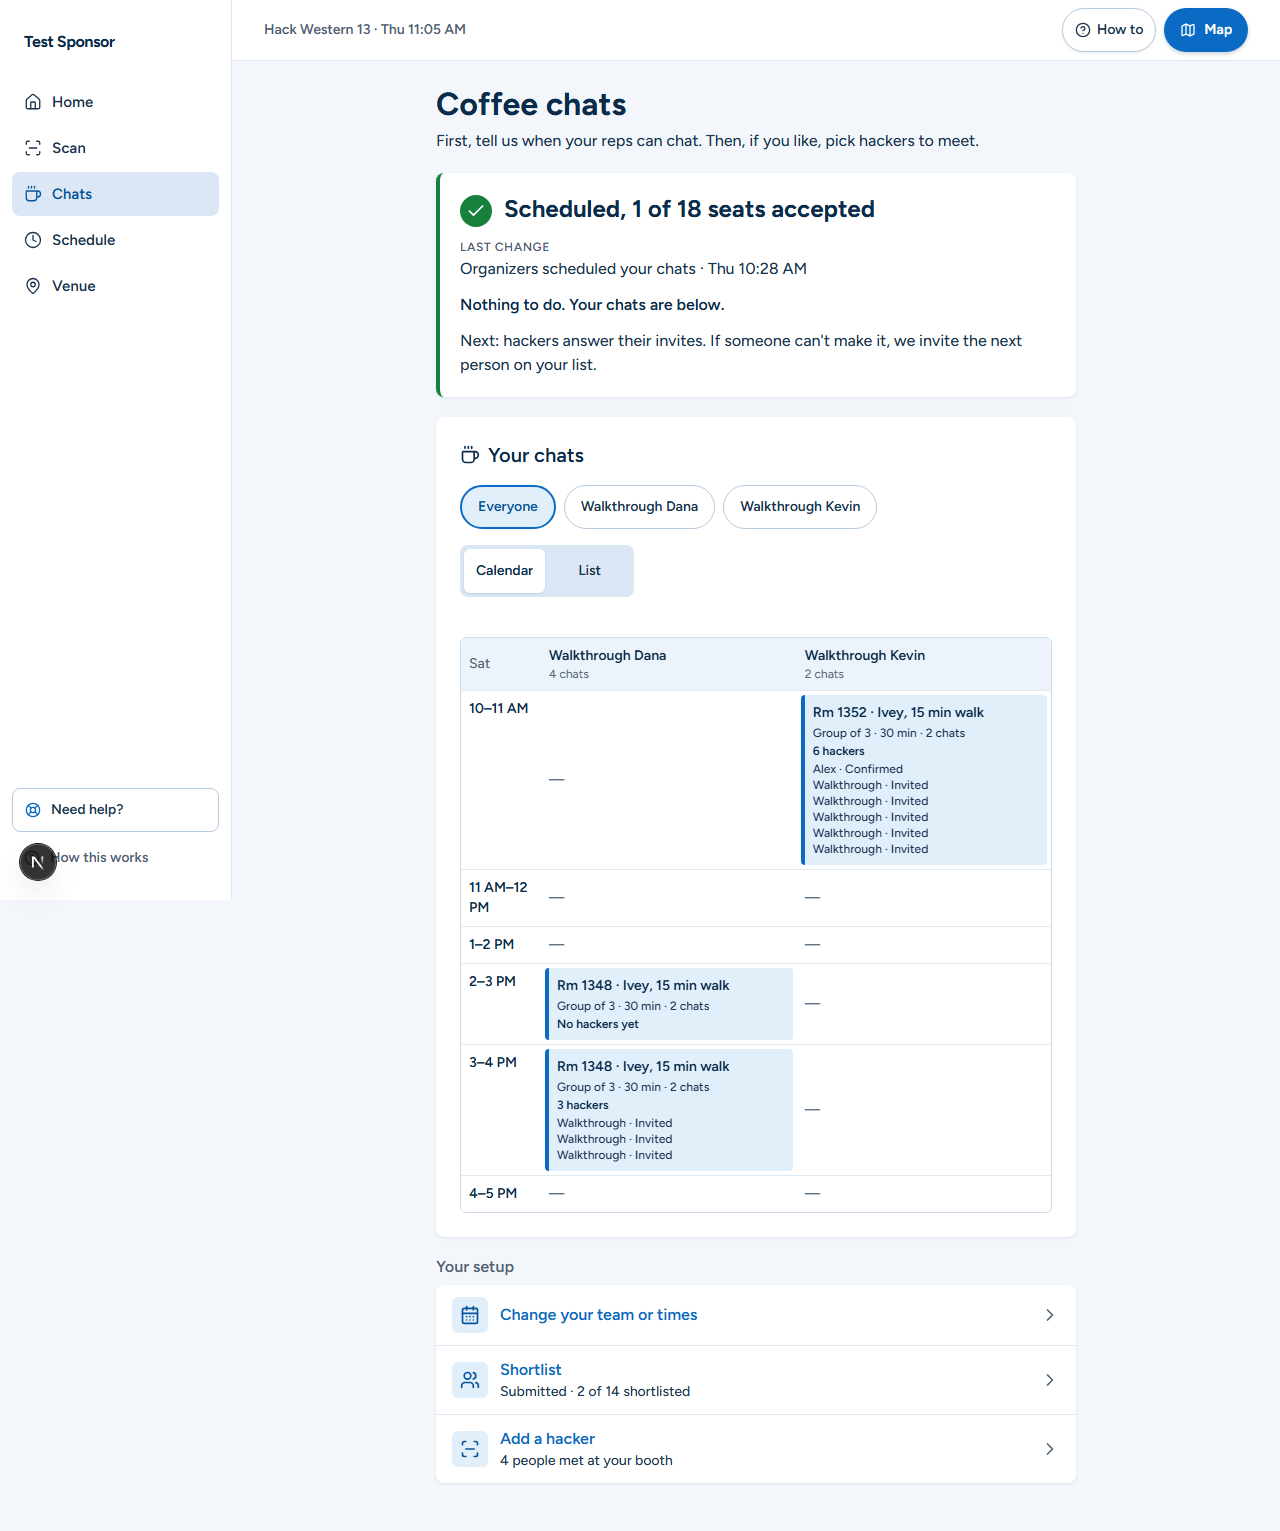 Test Sponsor
Home
Scan
Chats
Schedule
Venue
Need help?
How this works
N
Hack Western 13 · Thu 11:05 AM
How to
Map
Coffee chats
First, tell us when your reps can chat. Then, if you like, pick hackers to meet.
Scheduled, 1 of 18 seats accepted
LAST CHANGE
Organizers scheduled your chats · Thu 10:28 AM
Nothing to do. Your chats are below.
Next: hackers answer their invites. If someone can't make it, we invite the next
person on your list.
Your chats
Everyone
Walkthrough Dana
Walkthrough Kevin
Calendar
List
Sat
Walkthrough Dana
4 chats
Walkthrough Kevin
2 chats
10–11 AM
—
Rm 1352 · Ivey, 15 min walk
Group of 3 · 30 min · 2 chats
6 hackers
Alex · Confirmed
Walkthrough · Invited
Walkthrough · Invited
Walkthrough · Invited
Walkthrough · Invited
Walkthrough · Invited
11 AM–12
PM
—
—
1–2 PM
—
—
2–3 PM
Rm 1348 · Ivey, 15 min walk
Group of 3 · 30 min · 2 chats
No hackers yet
—
3–4 PM
Rm 1348 · Ivey, 15 min walk
Group of 3 · 30 min · 2 chats
3 hackers
Walkthrough · Invited
Walkthrough · Invited
Walkthrough · Invited
—
4–5 PM
—
—
Your setup
Change your team or times
Shortlist
Submitted · 2 of 14 shortlisted
Add a hacker
4 people met at your booth